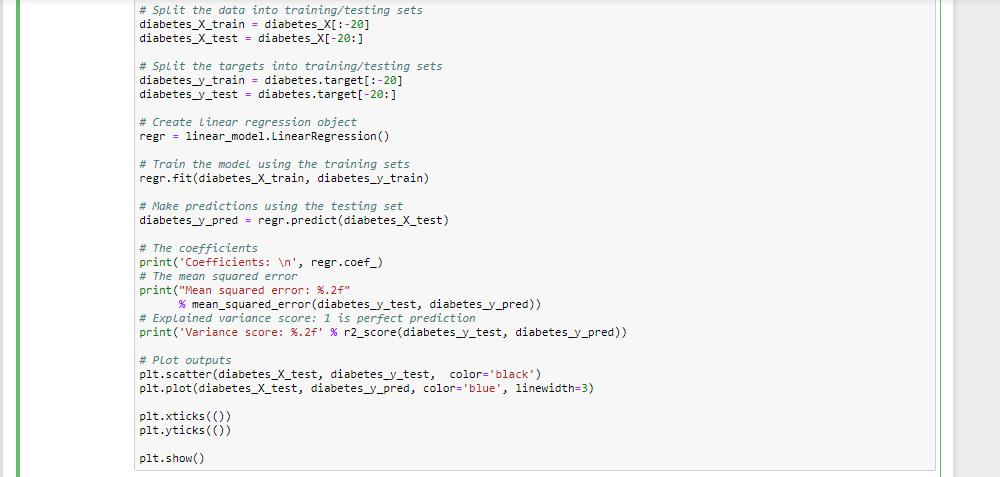 # Split the data into training/testing sets
diabetes_X_train = diabetes_X[:-20]
diabetes_X_test = diabetes_X[-20:]
# Split the targets into training/testing sets
diabetes_y_train = diabetes.target[:-20]
diabetes_y_test = diabetes.target[-20:]
# Create linear regression object
regr = linear_model.LinearRegression()
# Train the model using the training sets
regr.fit(diabetes_X_train, diabetes_y_train)
# Make predictions using the testing set
diabetes_y_pred = regr.predict(diabetes_X_test)
# The coefficients
print('Coefficients: \n', regr.coef_)
# The mean squared error
print("Mean squared error: %.2f"
      % mean_squared_error(diabetes_y_test, diabetes_y_pred))
# Explained variance score: 1 is perfect prediction
print('Variance score: %.2f' % r2_score(diabetes_y_test, diabetes_y_pred))
# Plot outputs
plt.scatter(diabetes_X_test, diabetes_y_test,  color='black')
plt.plot(diabetes_X_test, diabetes_y_pred, color='blue', linewidth=3)
plt.xticks(())
plt.yticks(())
plt.show()